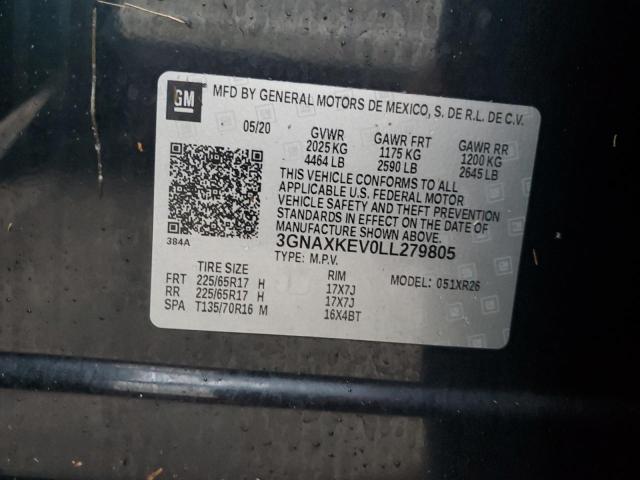 GM
MFD BY GENERAL MOTORS DE MEXICO, S. DE R.L. DE C.V.
05/20 GVWR GAWR FRT GAWR RR
2025 KG 1175 KG 1200 KG
4464 LB 2590 LB 2645 LB
THIS VEHICLE CONFORMS TO ALL
APPLICABLE U.S. FEDERAL MOTOR
VEHICLE SAFETY AND THEFT PREVENTION
STANDARDS IN EFFECT ON THE DATE OF
MANUFACTURE SHOWN ABOVE.
384A 3GNAXKEV0LL279805
TYPE: M.P.V.
TIRE SIZE RIM MODEL: 051XR26
FRT 225/65R17 H 17X7J
RR 225/65R17 H 17X7J
SPA T135/70R16 M 16X4BT